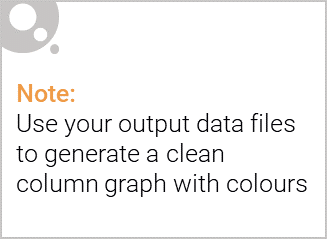 Note:
Use your output data files
to generate a clean
column graph with colours